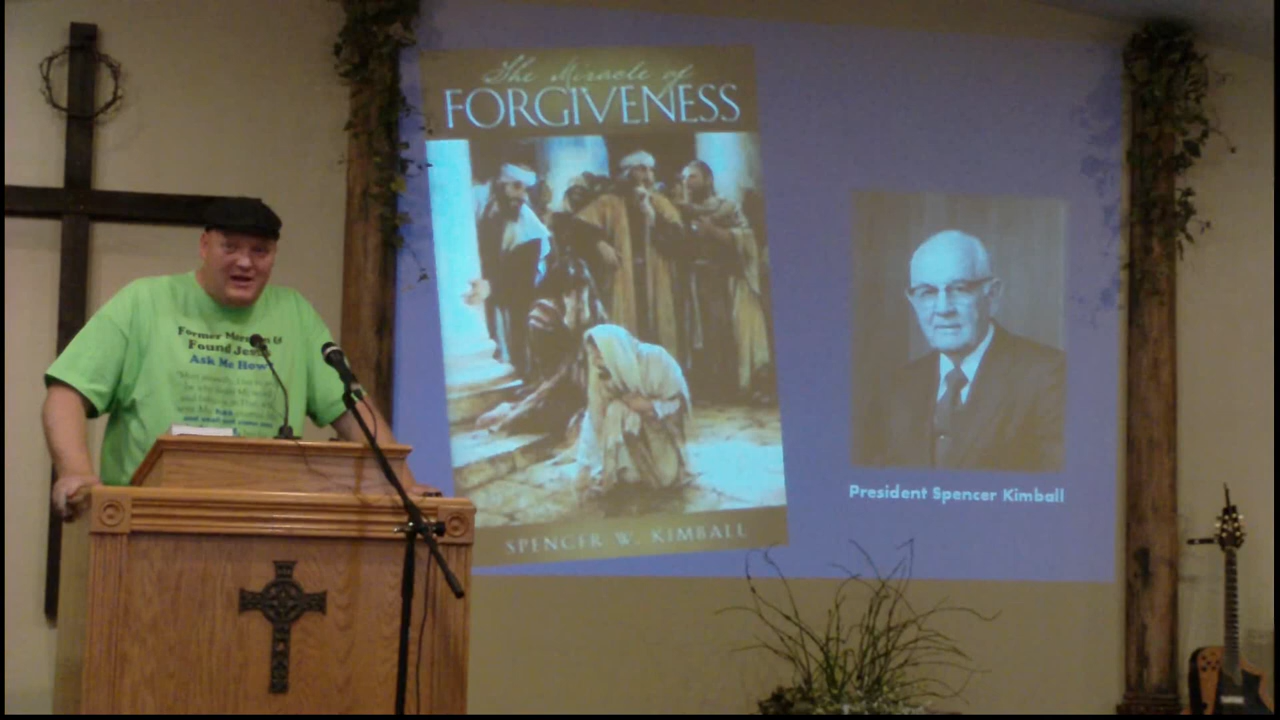 The Miracle of
FORGIVENESS
SPENCER W. KIMBALL
President Spencer Kimball
Former Mormon &
Found Jesus
Ask Me How